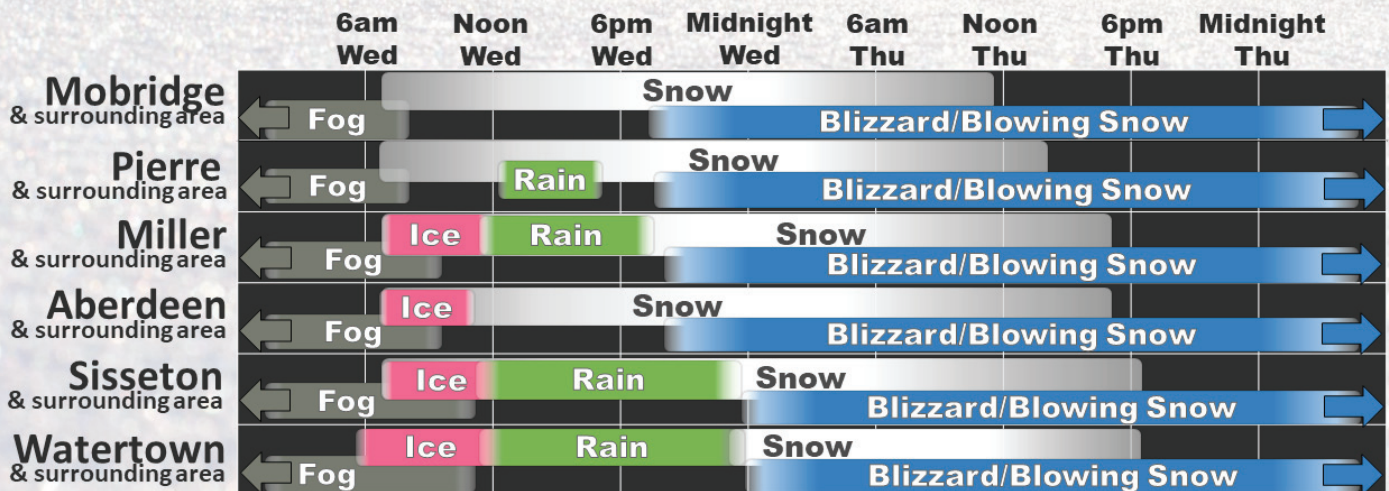 6am Noon 6pm Midnight 6am Noon 6pm Midnight
Wed Wed Wed Wed Thu Thu Thu Thu
Mobridge
& surrounding area
Snow
Fog Blizzard/Blowing Snow
Pierre
& surrounding area
Snow
Fog Rain Blizzard/Blowing Snow
Miller
& surrounding area
Ice Rain Snow
Fog Blizzard/Blowing Snow
Aberdeen
& surrounding area
Ice Snow
Fog Blizzard/Blowing Snow
Sisseton
& surrounding area
Ice Rain Snow
Fog Blizzard/Blowing Snow
Watertown
& surrounding area
Ice Rain Snow
Fog Blizzard/Blowing Snow